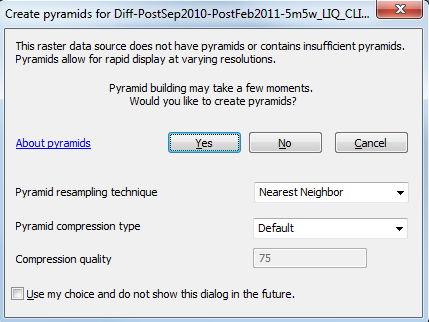 Create pyramids for Diff-PostSep2010-PostFeb2011-5m5w_LIQ_CLI...
This raster data source does not have pyramids or contains insufficient pyramids.
Pyramids allow for rapid display at varying resolutions.
Pyramid building may take a few moments.
Would you like to create pyramids?
About pyramids Yes No Cancel
Pyramid resampling technique Nearest Neighbor
Pyramid compression type Default
Compression quality 75
Use my choice and do not show this dialog in the future.